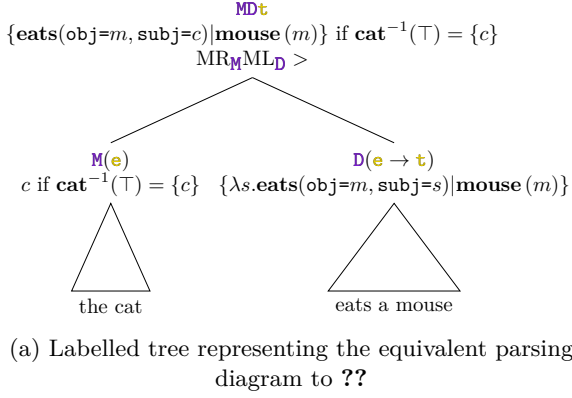 MDt
{eats(obj=m, subj=c)|mouse (m)} if cat⁻¹(⊤) = {c}
MR_M ML_D >
M(e) D(e → t)
c if cat⁻¹(⊤) = {c} {λs.eats(obj=m, subj=s)|mouse (m)}
the cat eats a mouse
(a) Labelled tree representing the equivalent parsing
diagram to ??